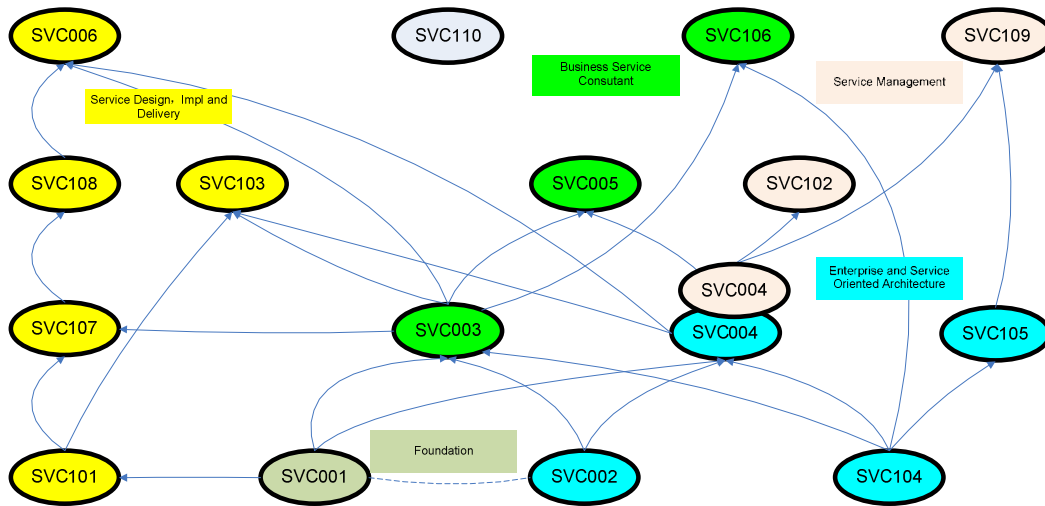 SVC006
SVC110
SVC106
SVC109
Business Service
Consutant
Service Management
Service Design，Impl and
Delivery
SVC108
SVC103
SVC005
SVC102
Enterprise and Service
Oriented Architecture
SVC004
SVC107
SVC003
SVC004
SVC105
Foundation
SVC101
SVC001
SVC002
SVC104